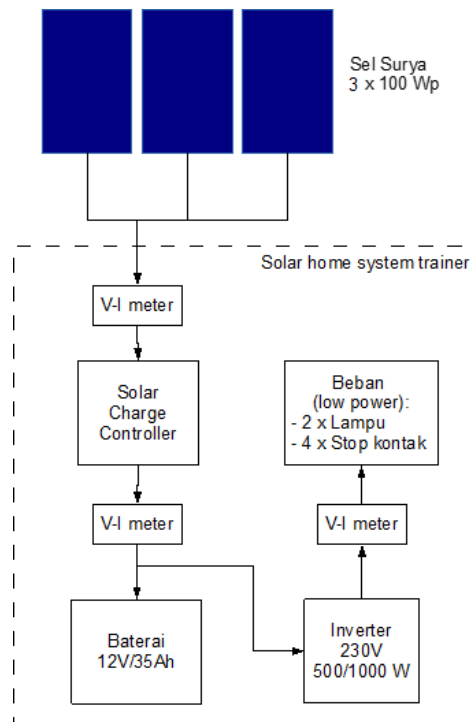 Sel Surya
3 x 100 Wp
Solar home system trainer
V-I meter
Solar
Charge
Controller
Beban
(low power):
- 2 x Lampu
- 4 x Stop kontak
V-I meter
V-I meter
Baterai
12V/35Ah
Inverter
230V
500/1000 W